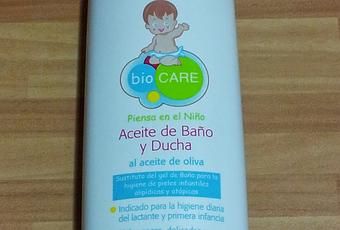 bio CARE
Piensa en el Niño
Aceite de Baño
y Ducha
al aceite de oliva
Sustituto del gel de Baño para la
higiene de pieles infantiles
alipídicas y atópicas
Indicado para la higiene diaria
del lactante y primera infancia